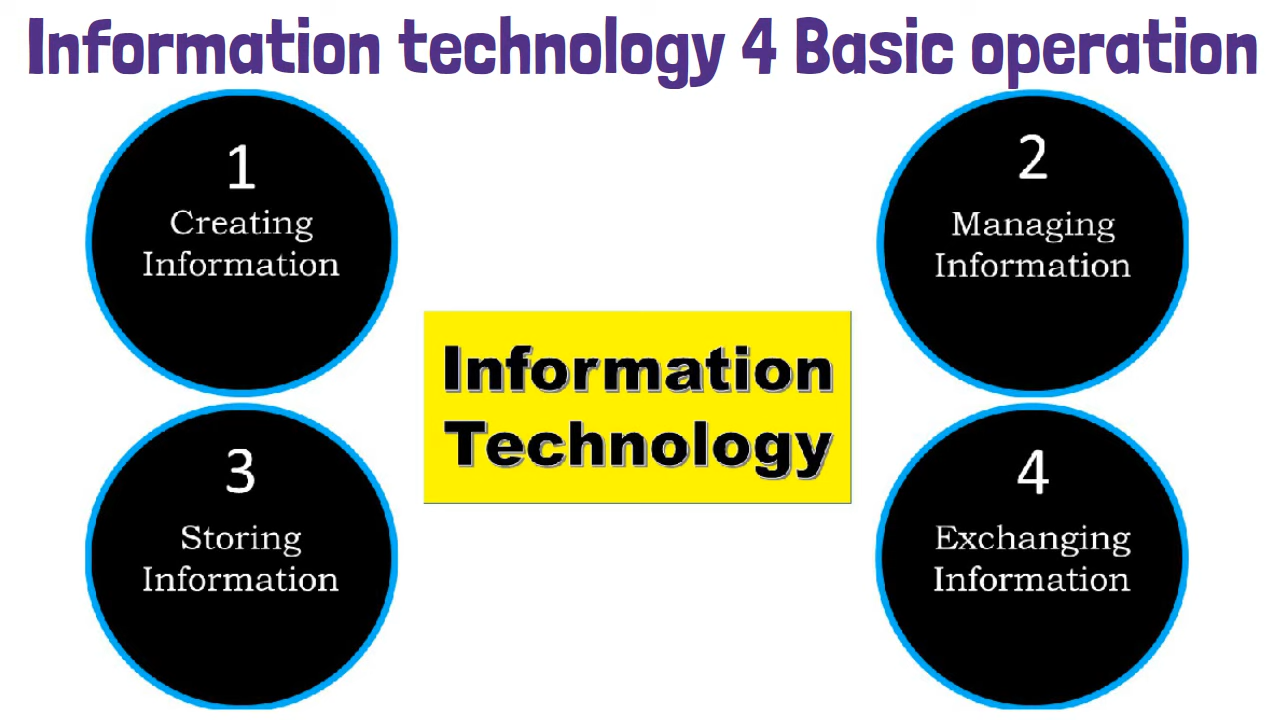 Information technology 4 Basic operation
1
Creating
Information
2
Managing
Information
Information
Technology
3
Storing
Information
4
Exchanging
Information